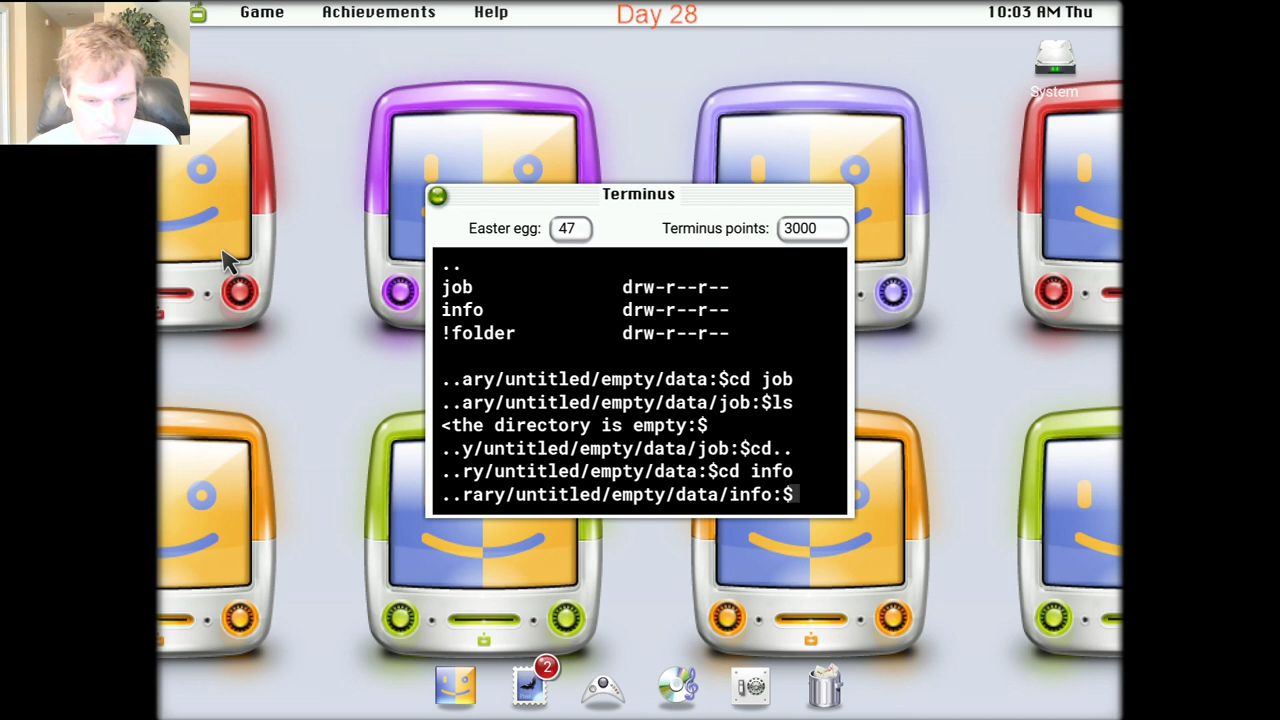 Game Achievements Help Day 28 10:03 AM Thu
System
Terminus
Easter egg: 47 Terminus points: 3000
..
job drw-r--r--
info drw-r--r--
!folder drw-r--r--
..ary/untitled/empty/data:$cd job
..ary/untitled/empty/data/job:$ls
<the directory is empty:$
..y/untitled/empty/data/job:$cd..
..ry/untitled/empty/data:$cd info
..rary/untitled/empty/data/info:$
2